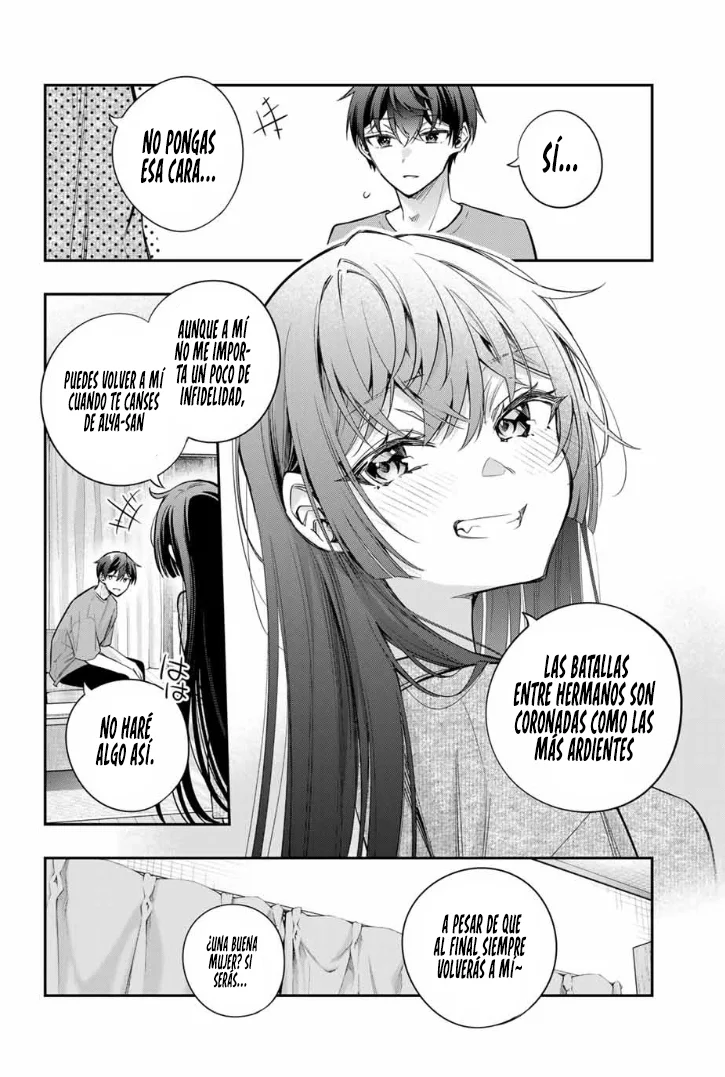 SÍ...
NO PONGAS
ESA CARA...
LAS BATALLAS
ENTRE HERMANOS SON
CORONADAS COMO LAS
MÁS ARDIENTES
AUNQUE A MÍ
NO ME IMPOR-
TA UN POCO DE
INFIDELIDAD,
PUEDES VOLVER A MÍ
CUANDO TE CANSES
DE ALYA-SAN
NO HARÉ
ALGO ASÍ.
A PESAR DE QUE
AL FINAL SIEMPRE
VOLVERÁS A MÍ~
¿UNA BUENA
MUJER? SI
SERÁS...